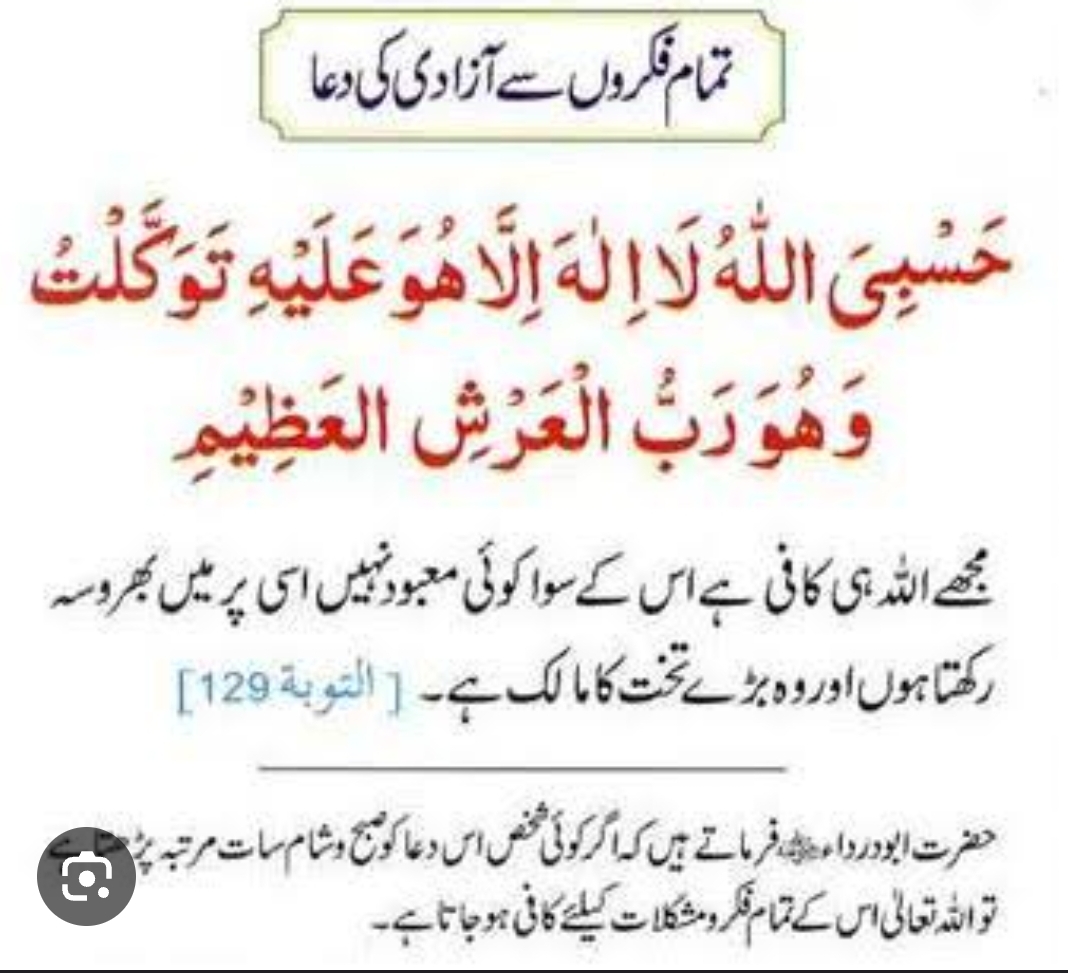 تمام فکروں سے آزادی کی دعا
حَسْبِیَ اللّٰهُ لَا اِلٰهَ اِلَّا هُوَ عَلَيْهِ تَوَكَّلْتُ
وَهُوَ رَبُّ الْعَرْشِ العَظِيْمِ
مجھے اللہ ہی کافی ہے اس کے سوا کوئی معبود نہیں اسی پر میں بھروسہ
رکھتا ہوں اور وہ بڑے تخت کا مالک ہے۔ [التوبة 129]
حضرت ابودرداء فرماتے ہیں کہ اگر کوئی شخص اس دعا کو صبح و شام سات مرتبہ پڑھتا ہے
تو اللہ تعالیٰ اس کے تمام فکر و مشکلات کیلئے کافی ہو جاتا ہے۔